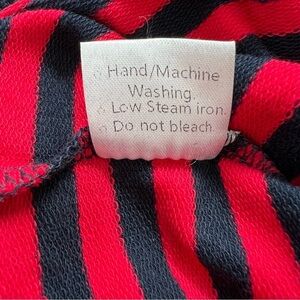 Hand/Machine
Washing.
Low Steam iron.
Do not bleach.